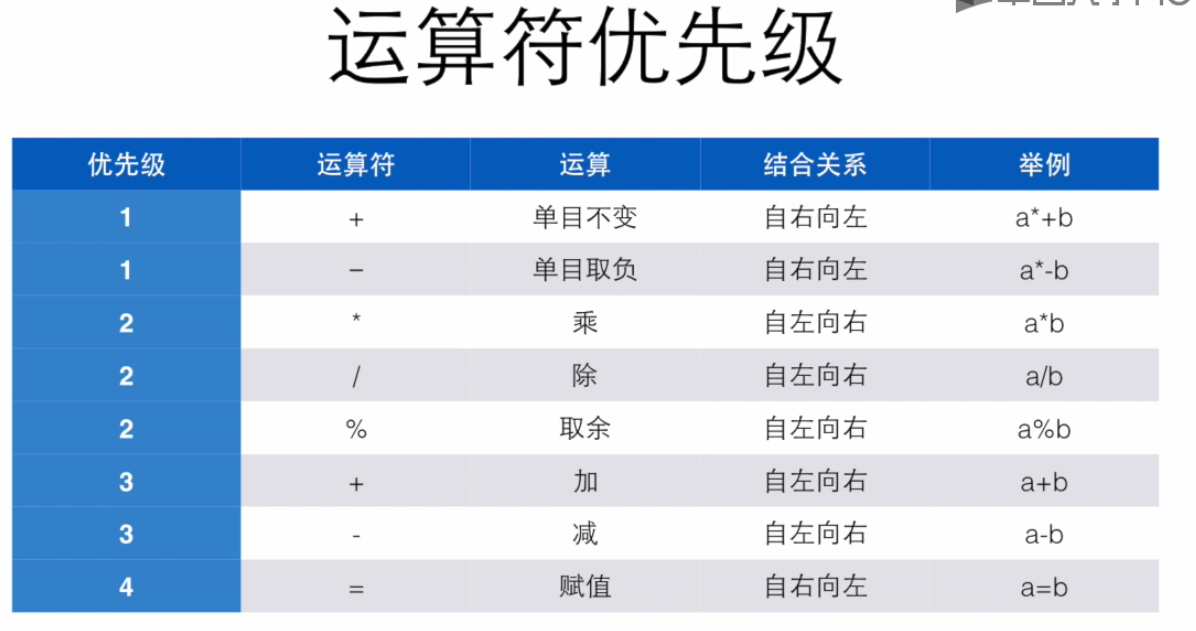 运算符优先级
优先级 运算符 运算 结合关系 举例
1 + 单目不变 自右向左 a*+b
1 − 单目取负 自右向左 a*-b
2 * 乘 自左向右 a*b
2 / 除 自左向右 a/b
2 % 取余 自左向右 a%b
3 + 加 自左向右 a+b
3 - 减 自左向右 a-b
4 = 赋值 自右向左 a=b